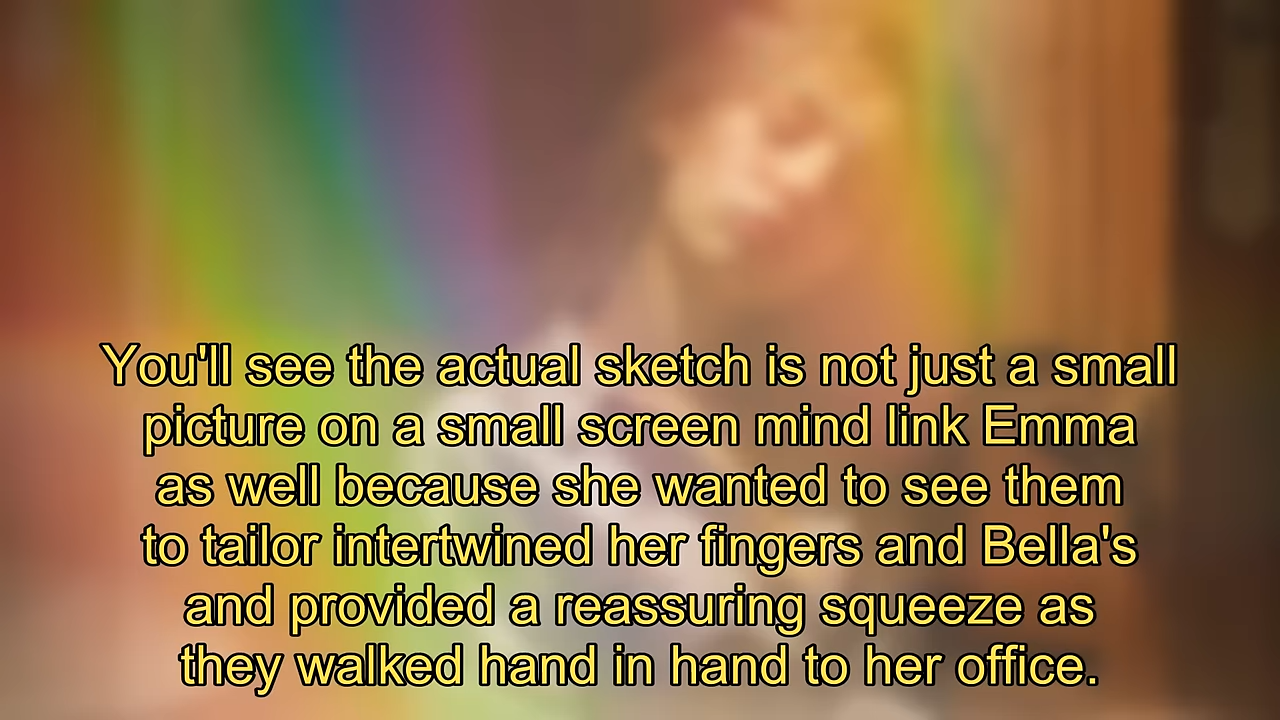 You'll see the actual sketch is not just a small
picture on a small screen mind link Emma
as well because she wanted to see them
to tailor intertwined her fingers and Bella's
and provided a reassuring squeeze as
they walked hand in hand to her office.